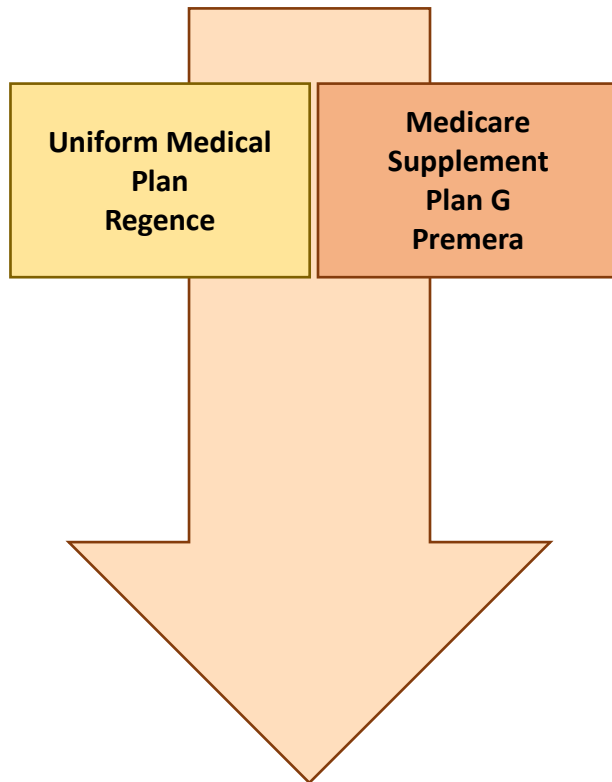 Uniform Medical
Plan
Regence
Medicare
Supplement
Plan G
Premera